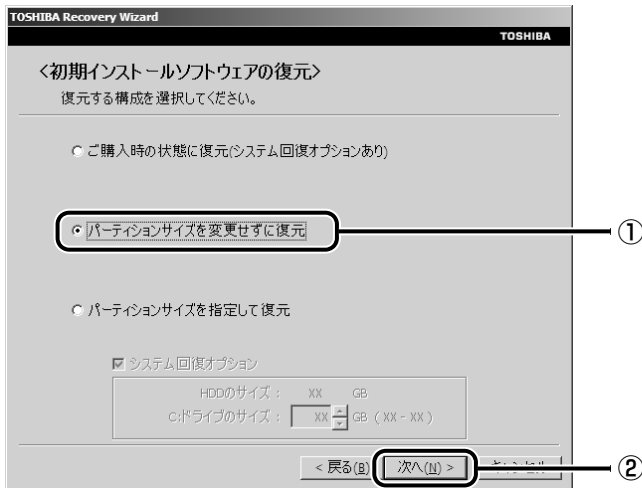 TOSHIBA Recovery Wizard
TOSHIBA
<初期インストールソフトウェアの復元>
復元する構成を選択してください。
ご購入時の状態に復元(システム回復オプションあり)
パーティションサイズを変更せずに復元
①
パーティションサイズを指定して復元
システム回復オプション
HDDのサイズ： XX GB
C:ドライブのサイズ： XX GB ( XX - XX )
< 戻る(B) 次へ(N) > キャンセル
②